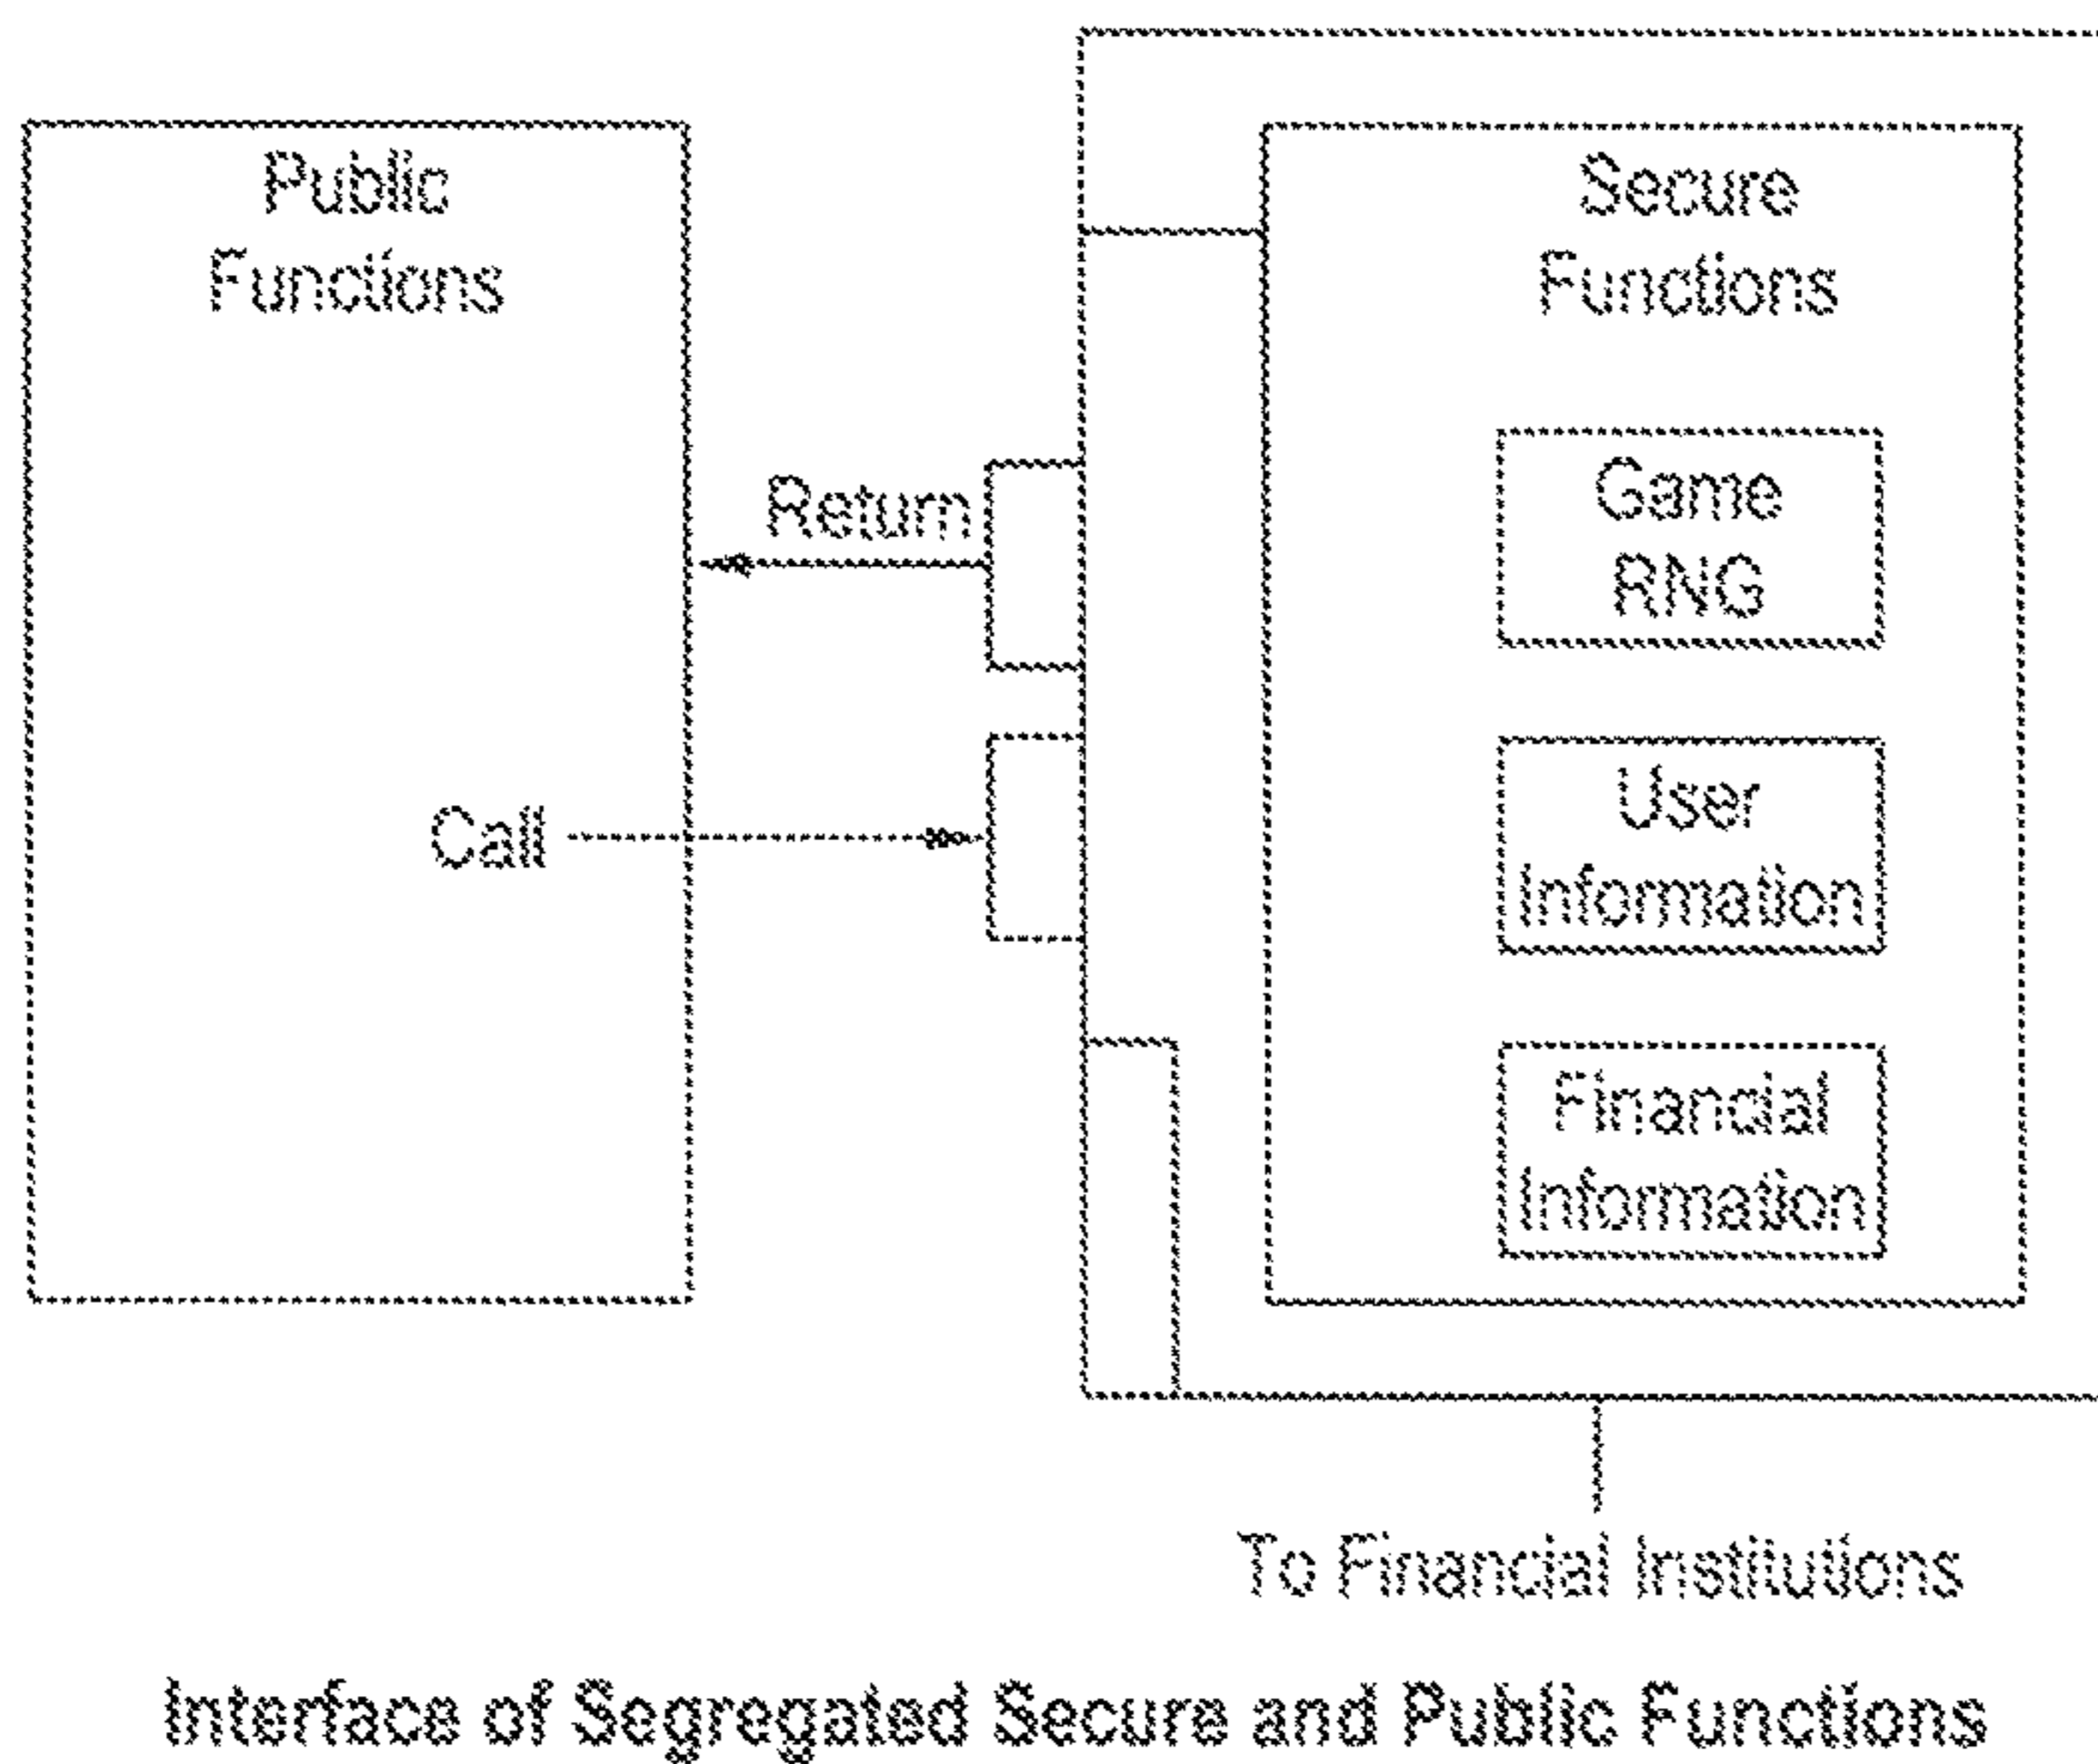 Public
Functions
Secure
Functions
Return
Game
RNG
Call
User
Information
Financial
Information
To Financial Institutions
Interface of Segregated Secure and Public Functions